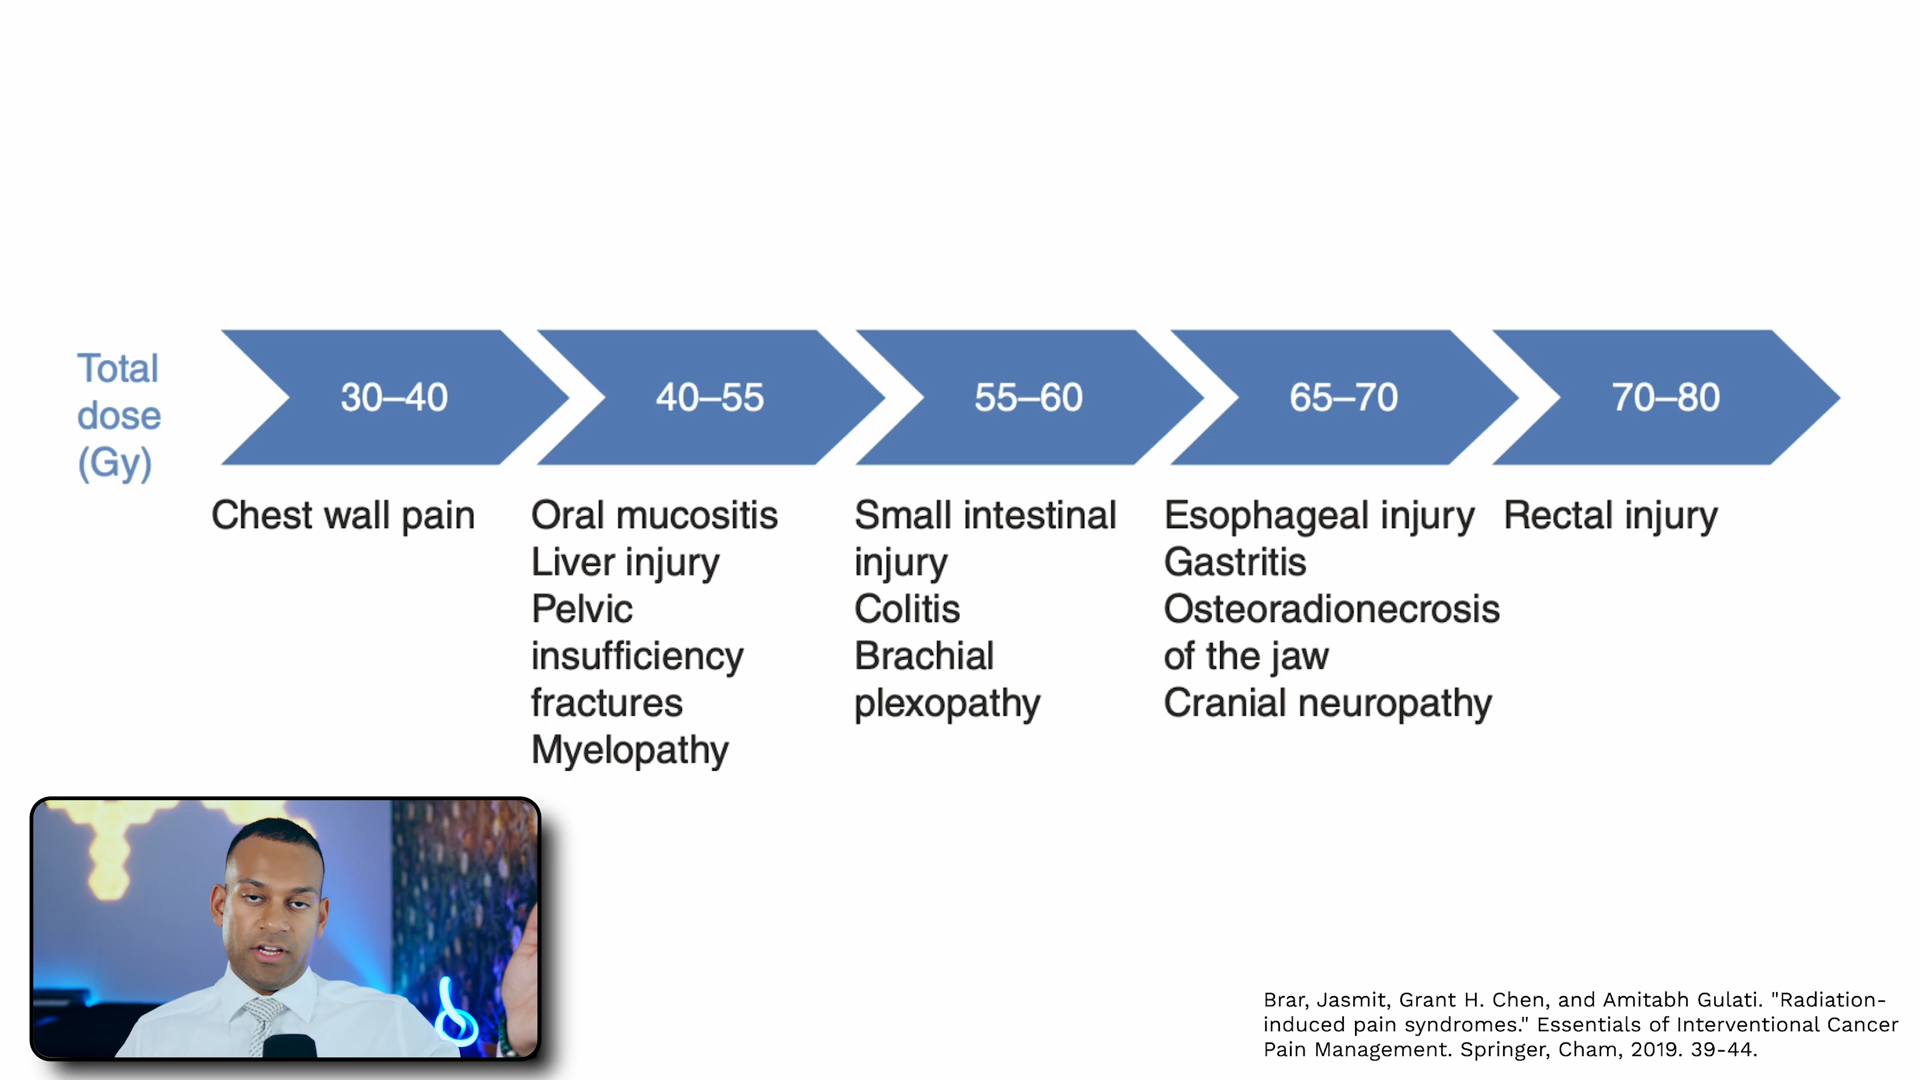 Total
dose
(Gy)
30–40
40–55
55–60
65–70
70–80
Chest wall pain
Oral mucositis
Liver injury
Pelvic
insufficiency
fractures
Myelopathy
Small intestinal
injury
Colitis
Brachial
plexopathy
Esophageal injury
Gastritis
Osteoradionecrosis
of the jaw
Cranial neuropathy
Rectal injury
Brar, Jasmit, Grant H. Chen, and Amitabh Gulati. "Radiation-
induced pain syndromes." Essentials of Interventional Cancer
Pain Management. Springer, Cham, 2019. 39-44.